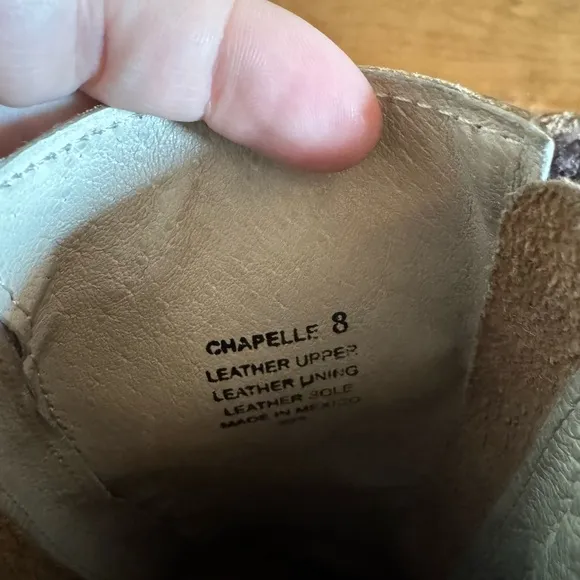 CHAPELLE 8
LEATHER UPPER
LEATHER LINING
LEATHER SOLE
MADE IN MEXICO